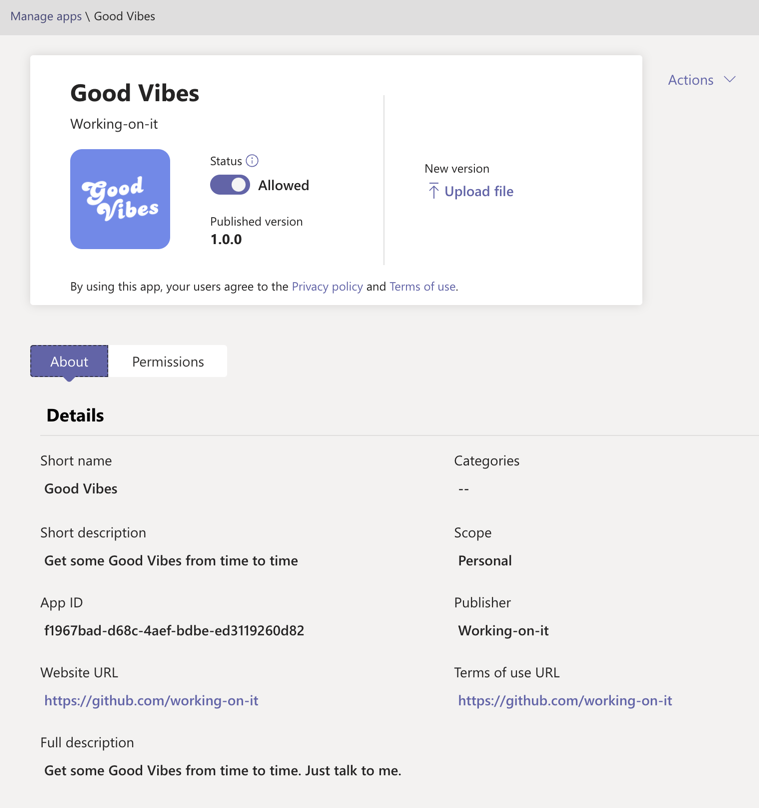 Manage apps \ Good Vibes
Actions
Good Vibes
Working-on-it
Good
Vibes
Status
Allowed
Published version
1.0.0
New version
Upload file
By using this app, your users agree to the Privacy policy and Terms of use.
About
Permissions
Details
Short name
Good Vibes
Categories
--
Short description
Get some Good Vibes from time to time
Scope
Personal
App ID
f1967bad-d68c-4aef-bdbe-ed3119260d82
Publisher
Working-on-it
Website URL
https://github.com/working-on-it
Terms of use URL
https://github.com/working-on-it
Full description
Get some Good Vibes from time to time. Just talk to me.